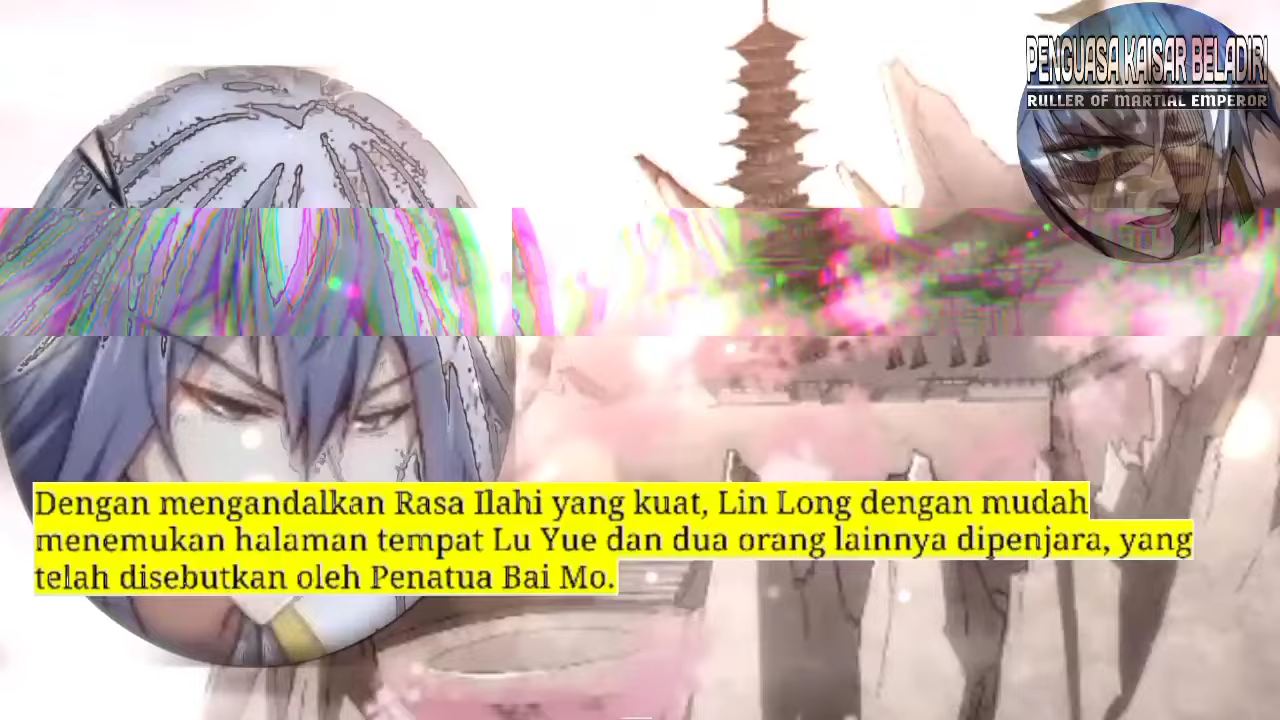 PENGUASA KAISAR BELADIRI
RULLER OF MARTIAL EMPEROR
Dengan mengandalkan Rasa Ilahi yang kuat, Lin Long dengan mudah
menemukan halaman tempat Lu Yue dan dua orang lainnya dipenjara, yang
telah disebutkan oleh Penatua Bai Mo.